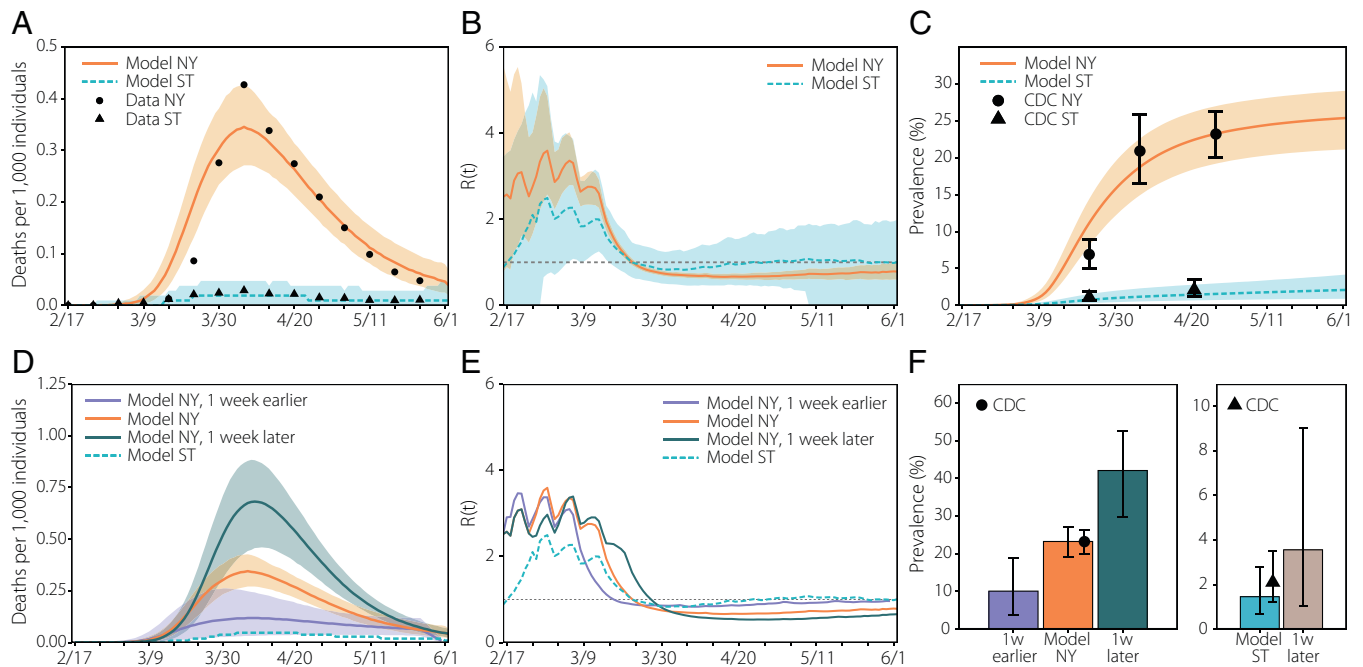 A
Deaths per 1,000 individuals
0.5
0.4
0.3
0.2
0.1
0.0
Model NY
Model ST
Data NY
Data ST
2/17
3/9
3/30
4/20
5/11
6/1
B
R(t)
6
4
2
0
Model NY
Model ST
2/17
3/9
3/30
4/20
5/11
6/1
C
Prevalence (%)
30
25
20
15
10
5
0
Model NY
Model ST
CDC NY
CDC ST
2/17
3/9
3/30
4/20
5/11
6/1
D
Deaths per 1,000 individuals
1.25
1.00
0.75
0.50
0.25
0.00
Model NY, 1 week earlier
Model NY
Model NY, 1 week later
Model ST
2/17
3/9
3/30
4/20
5/11
6/1
E
R(t)
6
4
2
0
Model NY, 1 week earlier
Model NY
Model NY, 1 week later
Model ST
2/17
3/9
3/30
4/20
5/11
6/1
F
Prevalence (%)
60
50
40
30
20
10
0
CDC
1w earlier
Model NY
1w later
10
8
6
4
2
0
CDC
Model ST
1w later